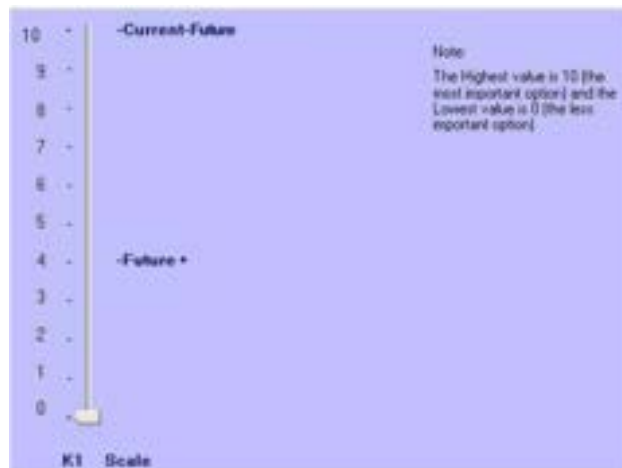 10 - -Current-Future
Note:
The Highest value is 10 (the
most important option) and the
Lowest value is 0 (the less
important option)
9 -
8 -
7 -
6 -
5 -
4 - -Future +
3 -
2 -
1 -
0 -
K1 Scale